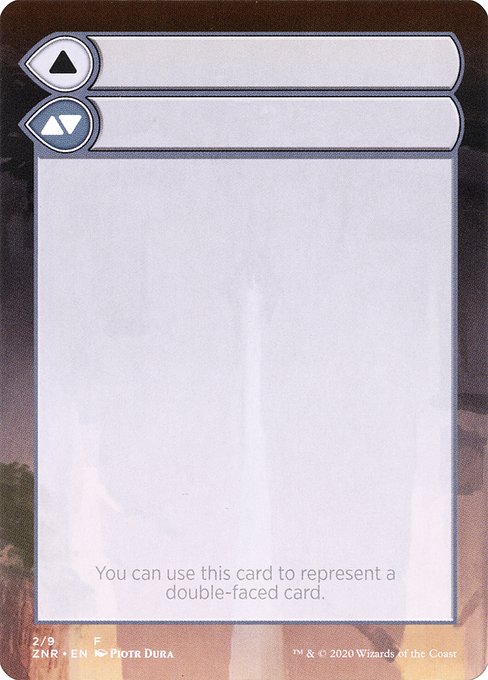 You can use this card to represent a
double-faced card.
2/9 F
ZNR • EN Piotr Dura
™ & © 2020 Wizards of the Coast